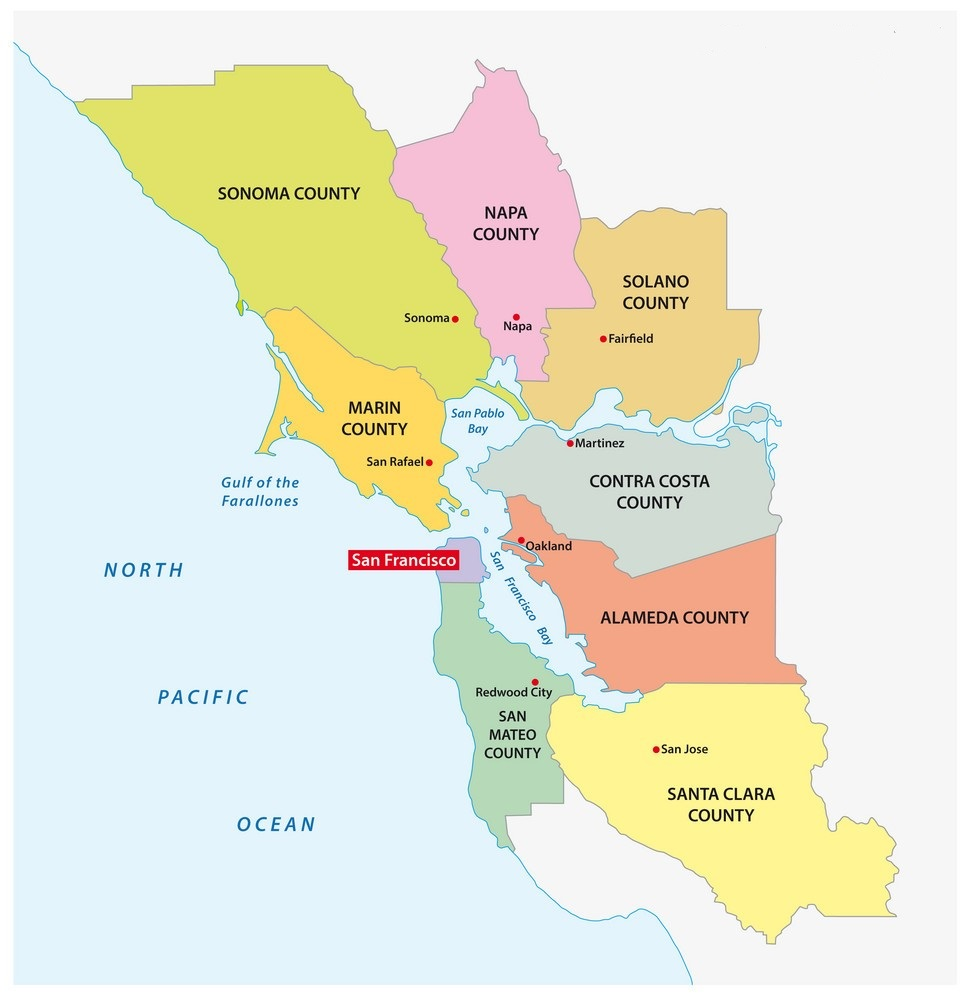 SONOMA COUNTY
NAPA
COUNTY
SOLANO
COUNTY
Sonoma
Napa
Fairfield
MARIN
COUNTY
San Pablo
Bay
Martinez
San Rafael
CONTRA COSTA
COUNTY
Gulf of the
Farallones
Oakland
San Francisco
NORTH
San Francisco Bay
ALAMEDA COUNTY
PACIFIC
Redwood City
SAN
MATEO
COUNTY
San Jose
SANTA CLARA
COUNTY
OCEAN